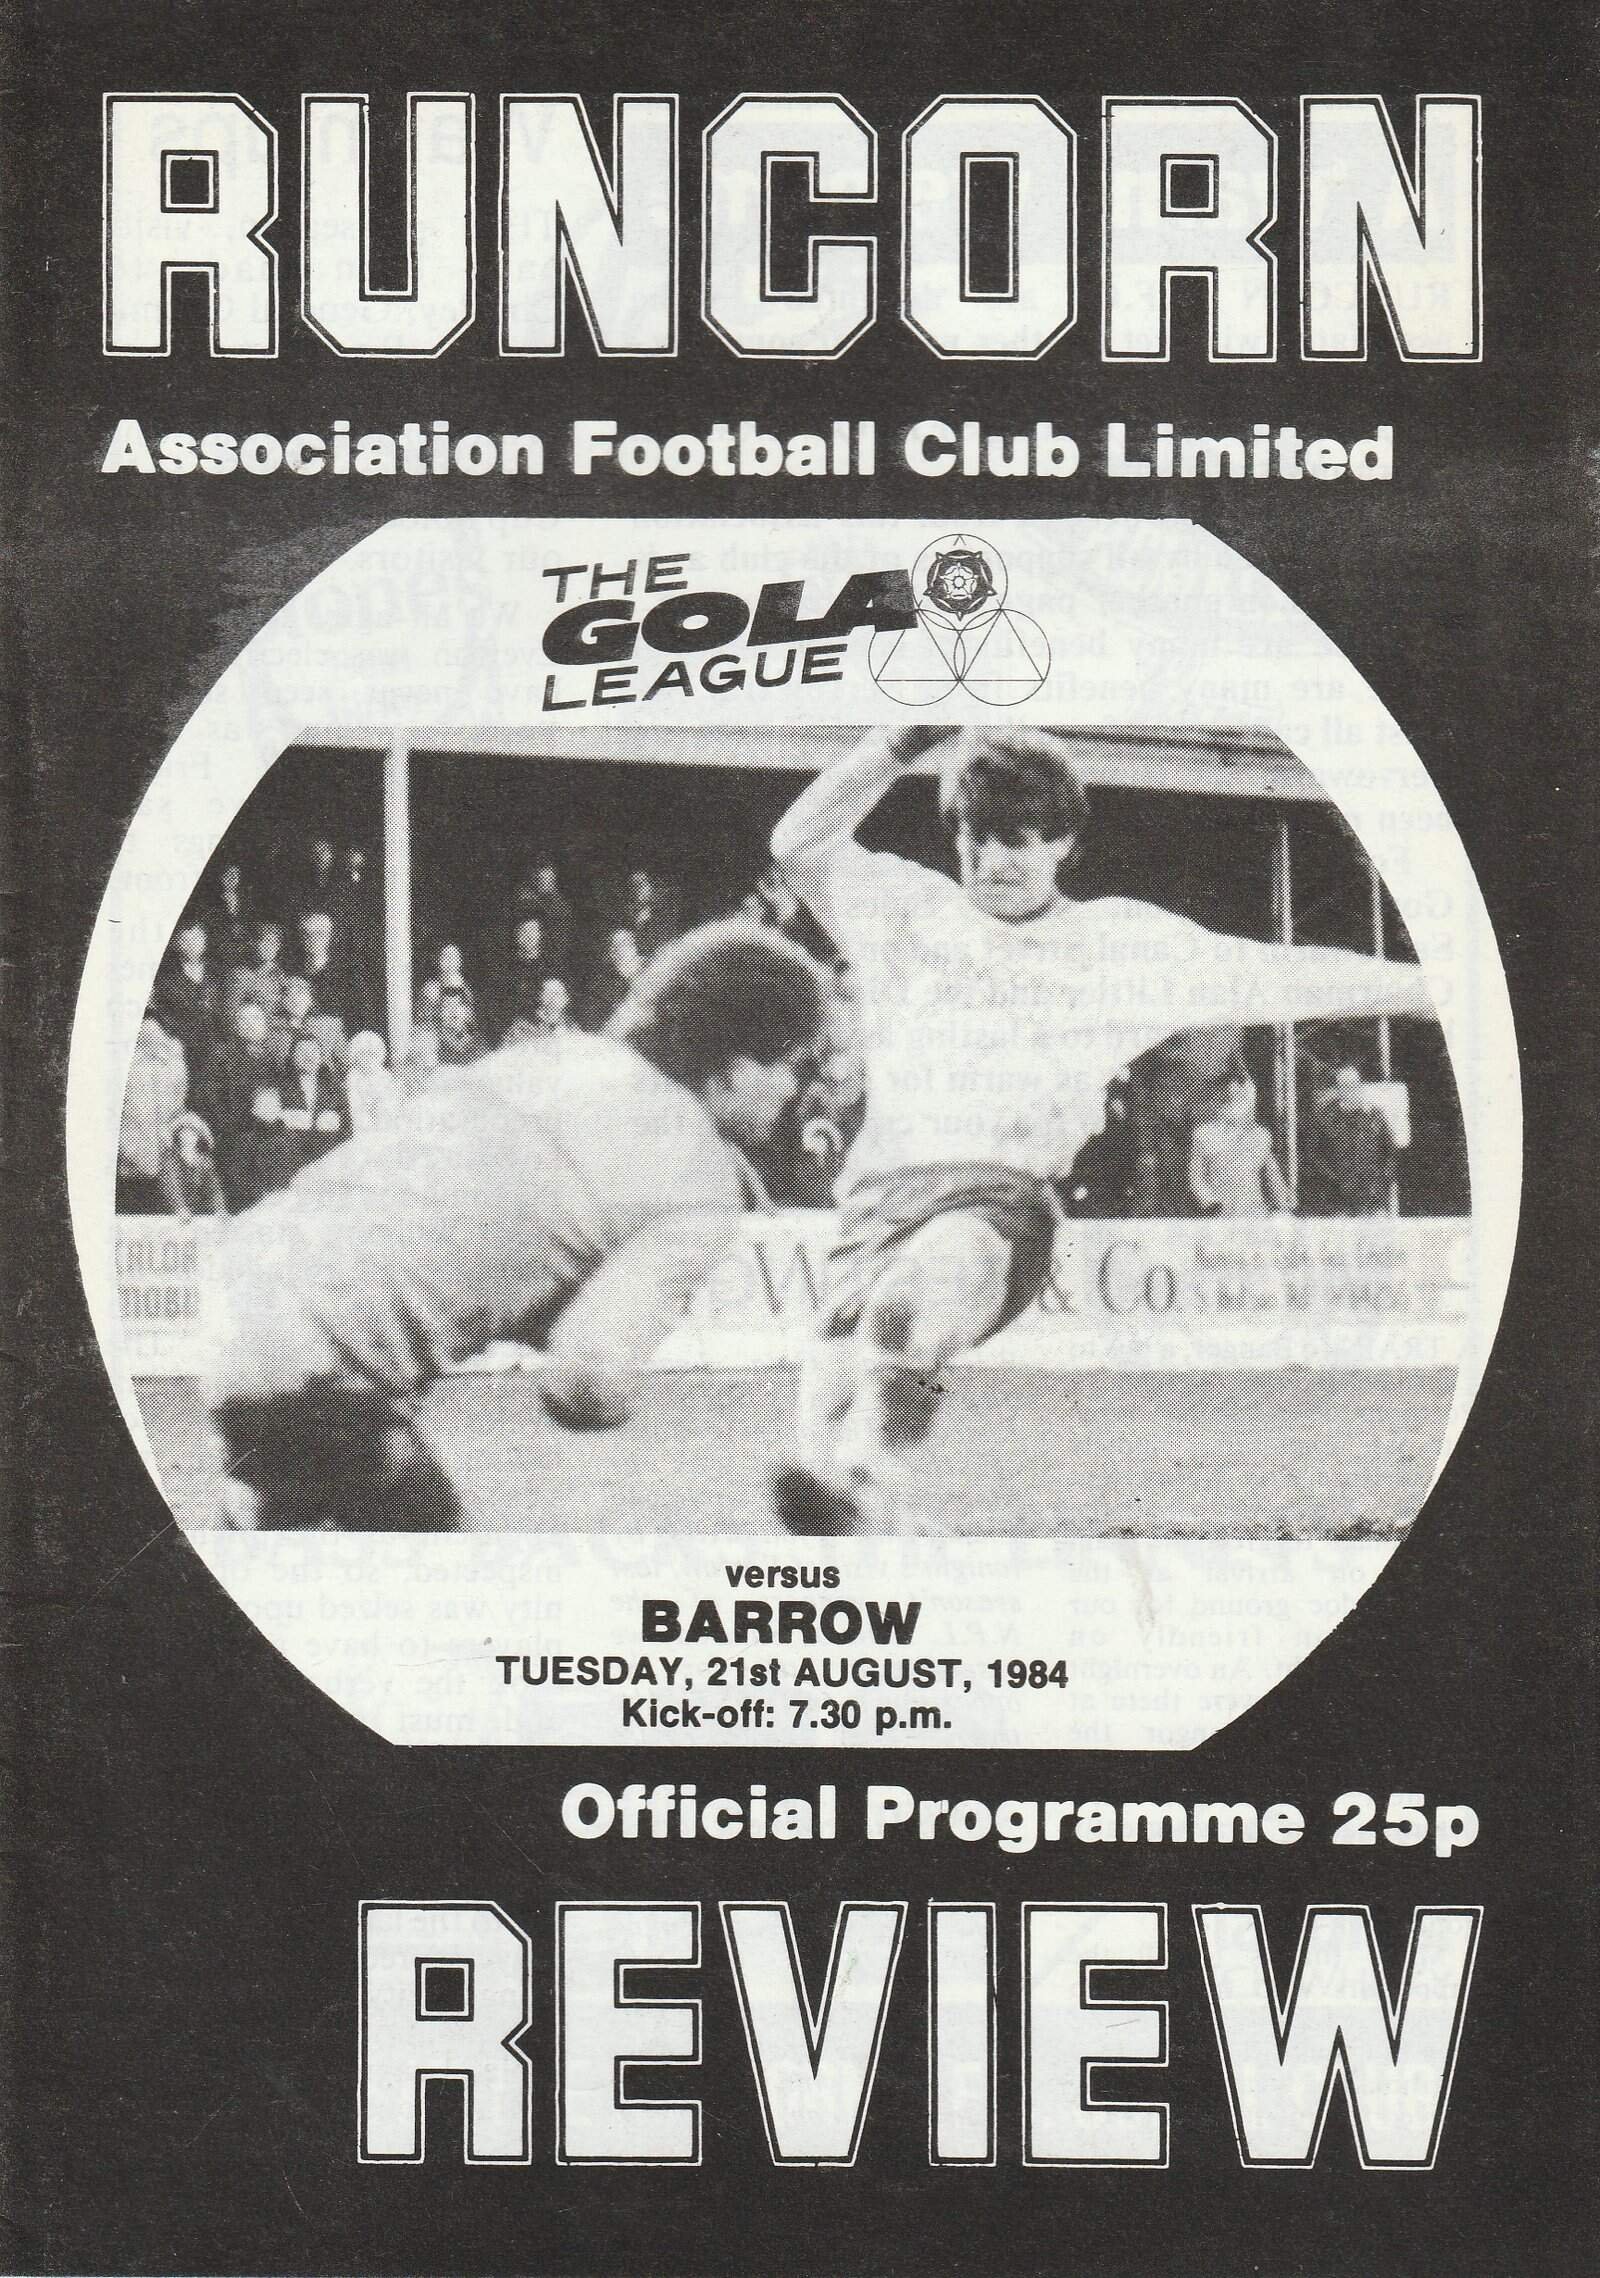 RUNCORN
Association Football Club Limited
THE
GOLA
LEAGUE
& Co.
versus
BARROW
TUESDAY, 21st AUGUST, 1984
Kick-off: 7.30 p.m.
Official Programme 25p
REVIEW